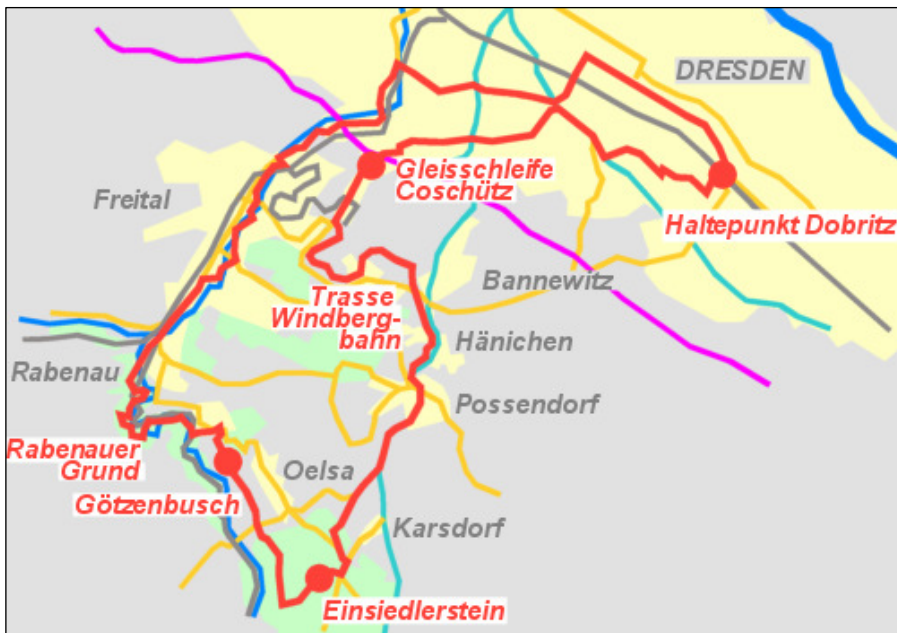 DRESDEN
Gleisschleife
Coschütz
Freital
Haltepunkt Dobritz
Bannewitz
Trasse
Windberg-
bahn
Hänichen
Rabenau
Possendorf
Rabenauer
Grund
Oelsa
Götzenbusch
Karsdorf
Einsiedlerstein